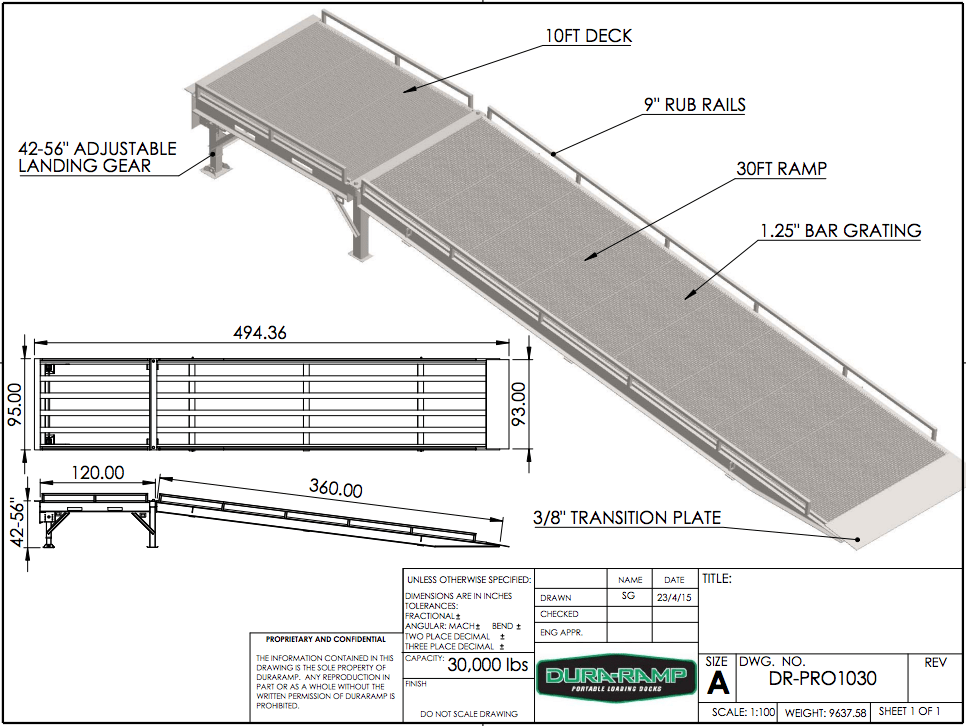 10FT DECK
9" RUB RAILS
42-56" ADJUSTABLE
LANDING GEAR
30FT RAMP
1.25" BAR GRATING
494.36
95.00
93.00
120.00
360.00
42-56"
3/8" TRANSITION PLATE
UNLESS OTHERWISE SPECIFIED:
DIMENSIONS ARE IN INCHES
TOLERANCES:
FRACTIONAL±
ANGULAR: MACH± BEND ±
TWO PLACE DECIMAL ±
THREE PLACE DECIMAL ±
CAPACITY: 30,000 lbs
FINISH
DO NOT SCALE DRAWING
NAME DATE
DRAWN SG 23/4/15
CHECKED
ENG APPR.
TITLE:
PROPRIETARY AND CONFIDENTIAL
THE INFORMATION CONTAINED IN THIS
DRAWING IS THE SOLE PROPERTY OF
DURARAMP. ANY REPRODUCTION IN
PART OR AS A WHOLE WITHOUT THE
WRITTEN PERMISSION OF DURARAMP IS
PROHIBITED.
DURA-RAMP
PORTABLE LOADING DOCKS
SIZE DWG. NO. REV
A DR-PRO1030
SCALE: 1:100 WEIGHT: 9637.58 SHEET 1 OF 1